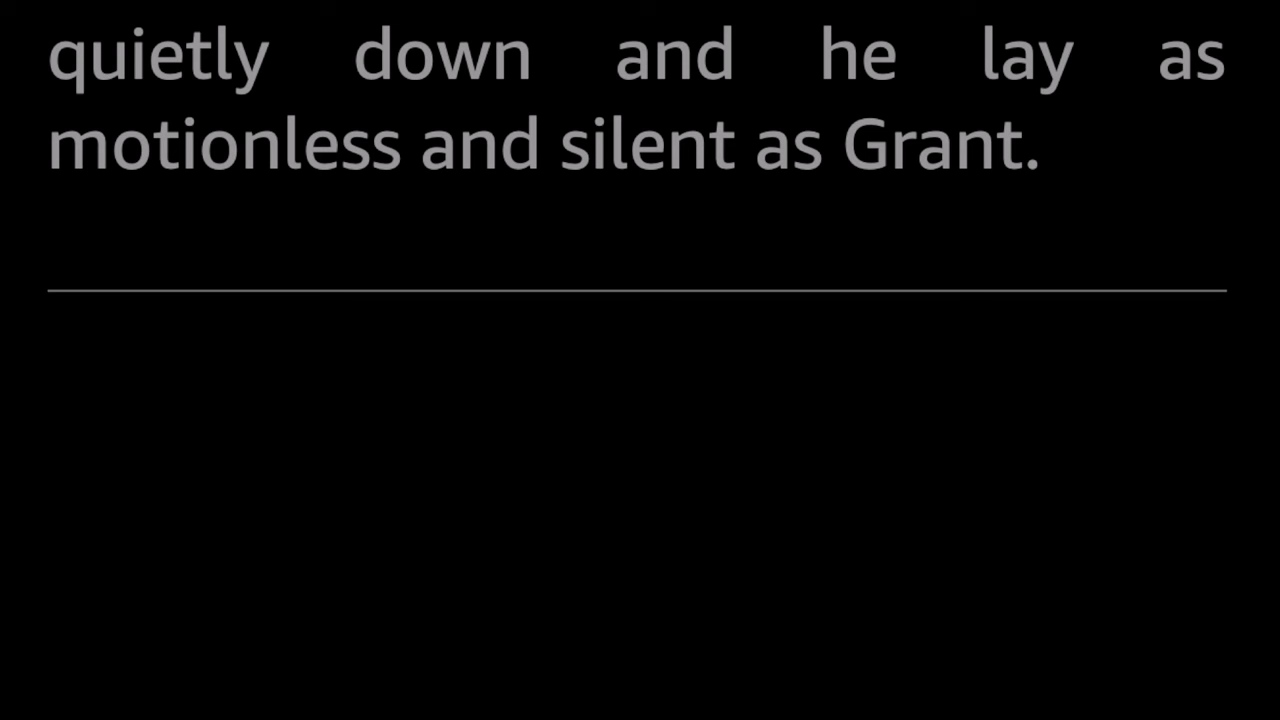 quietly down and he lay as
motionless and silent as Grant.